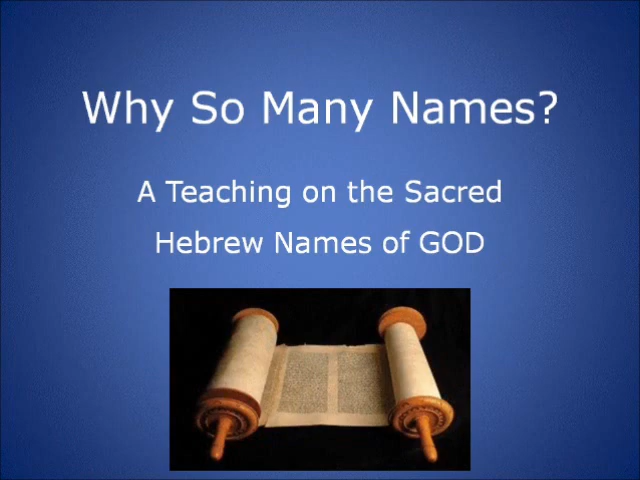 Why So Many Names?
A Teaching on the Sacred
Hebrew Names of GOD